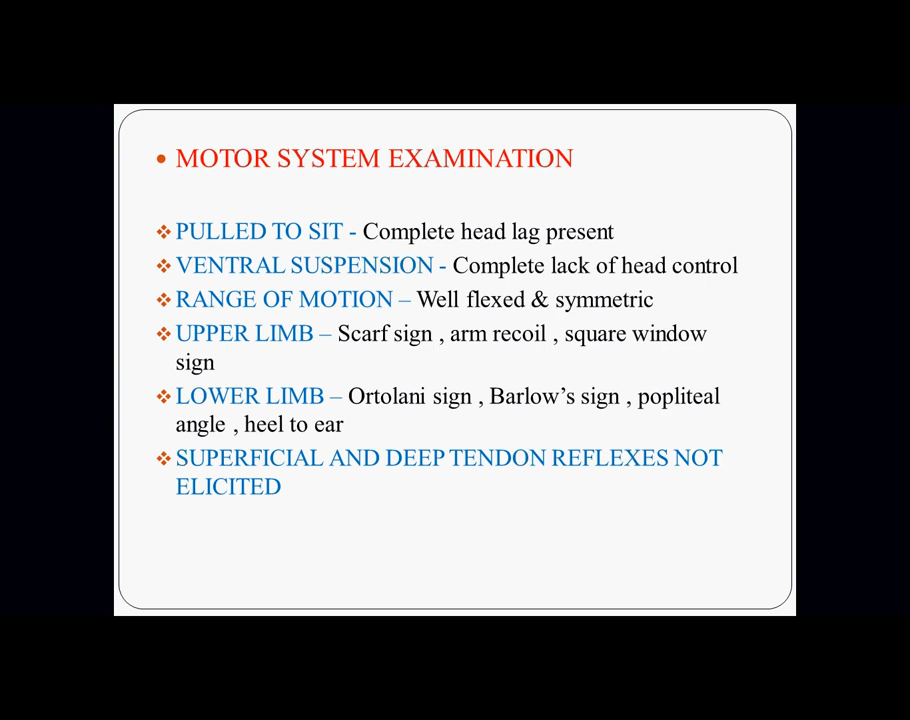 • MOTOR SYSTEM EXAMINATION
❖ PULLED TO SIT - Complete head lag present
❖ VENTRAL SUSPENSION - Complete lack of head control
❖ RANGE OF MOTION – Well flexed & symmetric
❖ UPPER LIMB – Scarf sign , arm recoil , square window
sign
❖ LOWER LIMB – Ortolani sign , Barlow’s sign , popliteal
angle , heel to ear
❖ SUPERFICIAL AND DEEP TENDON REFLEXES NOT
ELICITED